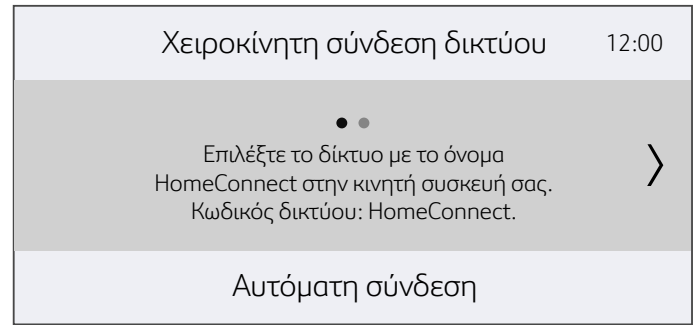 Χειροκίνητη σύνδεση δικτύου 12:00
Επιλέξτε το δίκτυο με το όνομα
HomeConnect στην κινητή συσκευή σας.
Κωδικός δικτύου: HomeConnect.
Αυτόματη σύνδεση